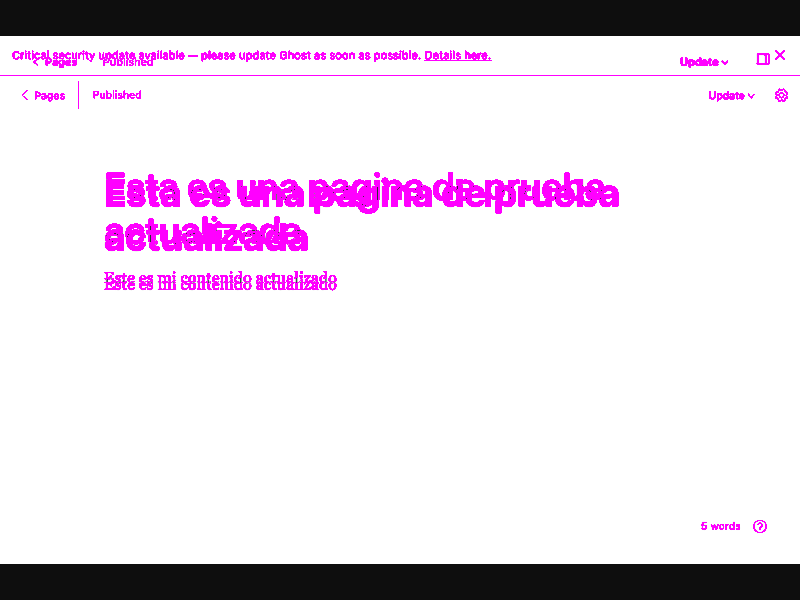 Critical security update available — please update Ghost as soon as possible. Details here.
Pages Published Update
Pages Published Update
Esta es una pagina de prueba
Esta es una pagina de prueba
actualizada
actualizada
Este es mi contenido actualizado
Este es mi contenido actualizado
5 words